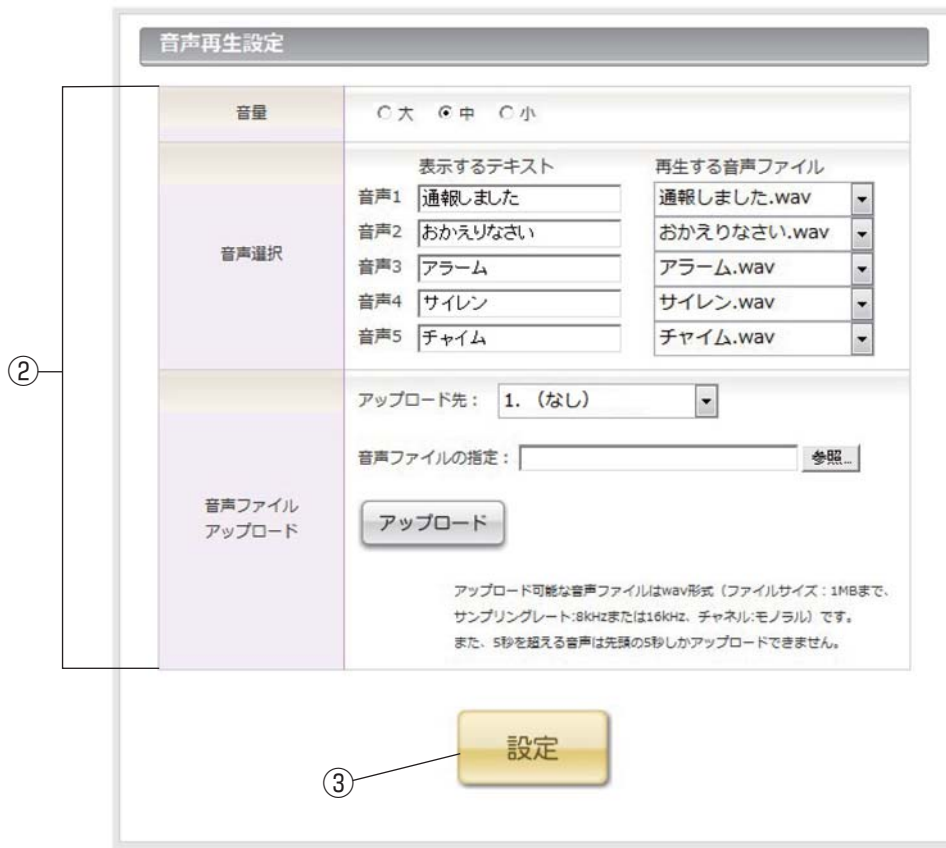 音声再生設定
音量 大 中 小
表示するテキスト 再生する音声ファイル
音声1 通報しました 通報しました.wav
音声2 おかえりなさい おかえりなさい.wav
音声選択
音声3 アラーム アラーム.wav
音声4 サイレン サイレン.wav
音声5 チャイム チャイム.wav
②
アップロード先： 1. （なし）
音声ファイルの指定： 参照...
音声ファイル
アップロード
アップロード
アップロード可能な音声ファイルはwav形式（ファイルサイズ：1MBまで、
サンプリングレート:8kHzまたは16kHz、チャネル:モノラル）です。
また、5秒を超える音声は先頭の5秒しかアップロードできません。
設定
③